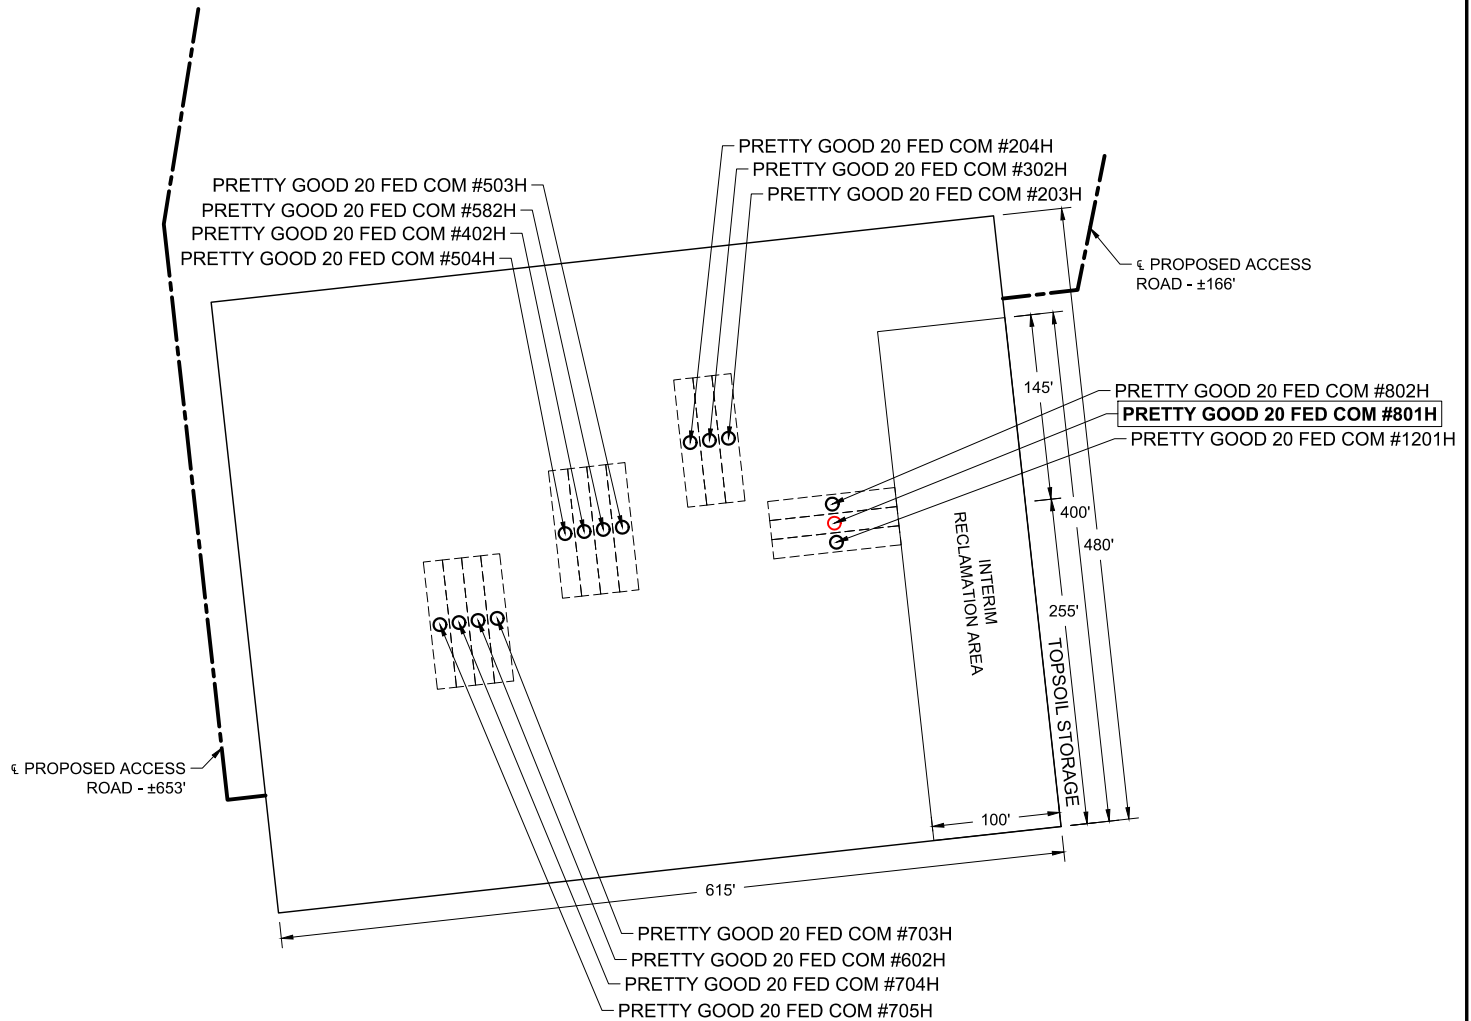 PRETTY GOOD 20 FED COM #204H
PRETTY GOOD 20 FED COM #302H
PRETTY GOOD 20 FED COM #203H
PRETTY GOOD 20 FED COM #503H
PRETTY GOOD 20 FED COM #582H
PRETTY GOOD 20 FED COM #402H
PRETTY GOOD 20 FED COM #504H
℄ PROPOSED ACCESS
ROAD - ±166'
145'
PRETTY GOOD 20 FED COM #802H
PRETTY GOOD 20 FED COM #801H
PRETTY GOOD 20 FED COM #1201H
400'
480'
INTERIM
RECLAMATION AREA
255'
TOPSOIL STORAGE
℄ PROPOSED ACCESS
ROAD - ±653'
100'
615'
PRETTY GOOD 20 FED COM #703H
PRETTY GOOD 20 FED COM #602H
PRETTY GOOD 20 FED COM #704H
PRETTY GOOD 20 FED COM #705H